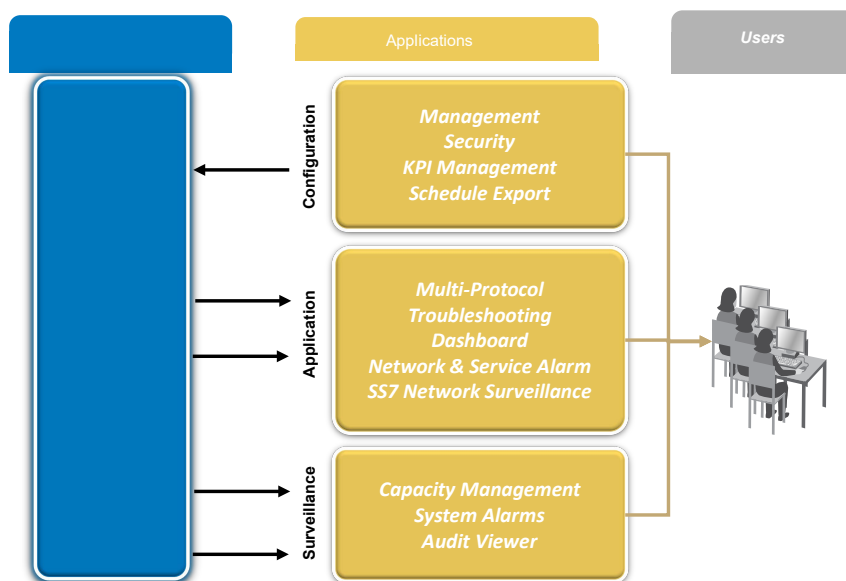 Applications
Users
Configuration
Management
Security
KPI Management
Schedule Export
Application
Multi-Protocol
Troubleshooting
Dashboard
Network & Service Alarm
SS7 Network Surveillance
Surveillance
Capacity Management
System Alarms
Audit Viewer